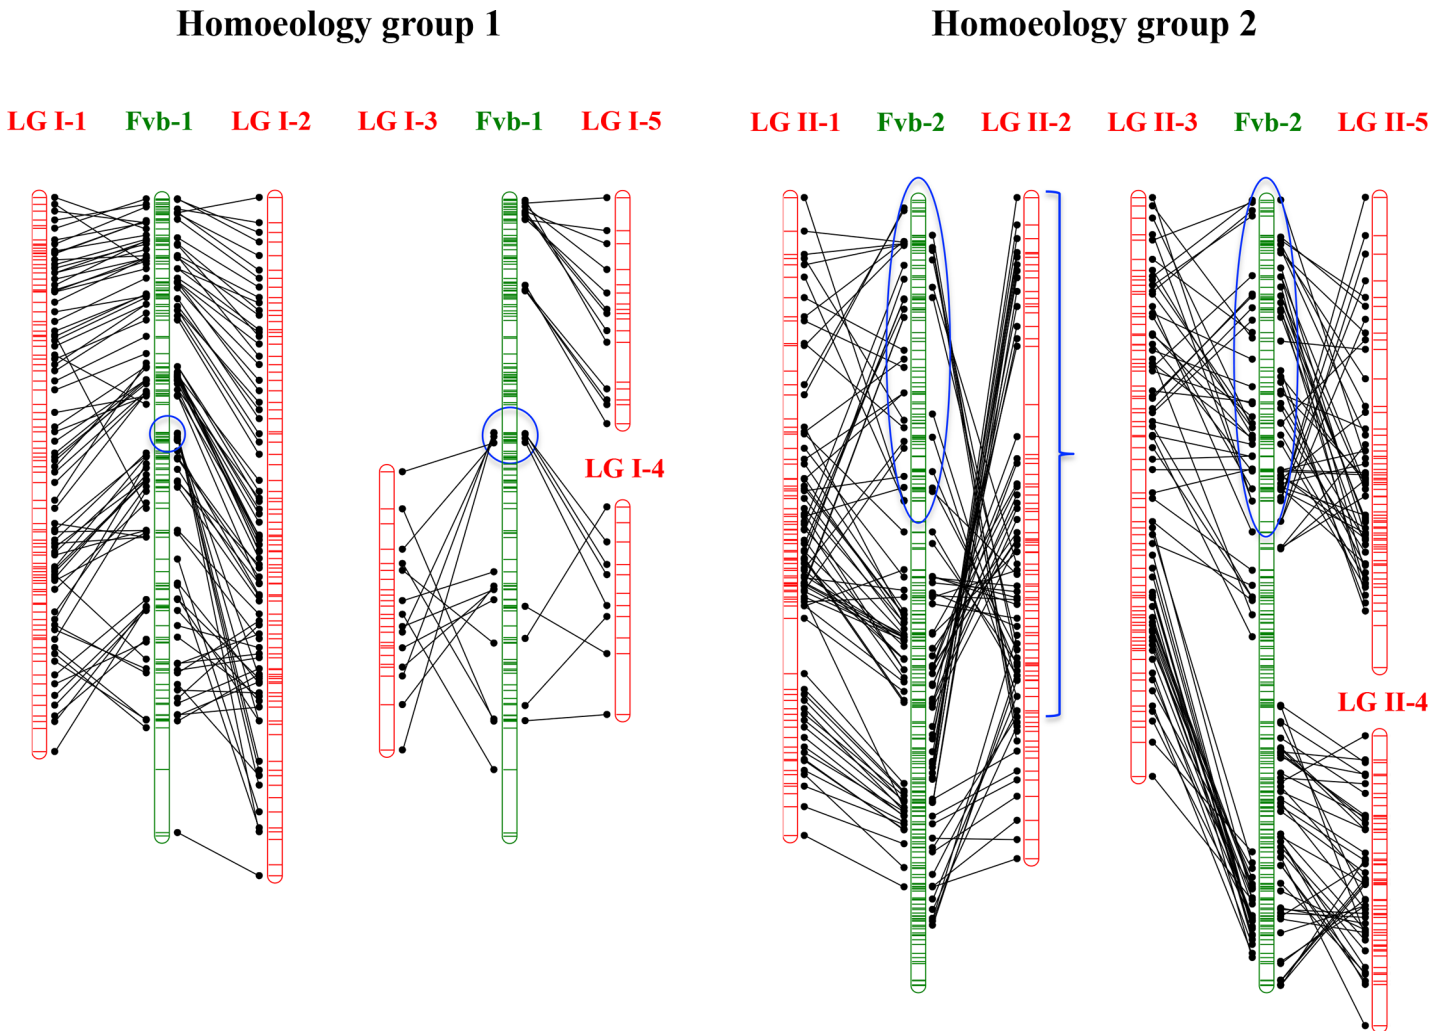 Homoeology group 1
Homoeology group 2
LG I-1 Fvb-1 LG I-2 LG I-3 Fvb-1 LG I-5
LG II-1 Fvb-2 LG II-2 LG II-3 Fvb-2 LG II-5
LG I-4
LG II-4